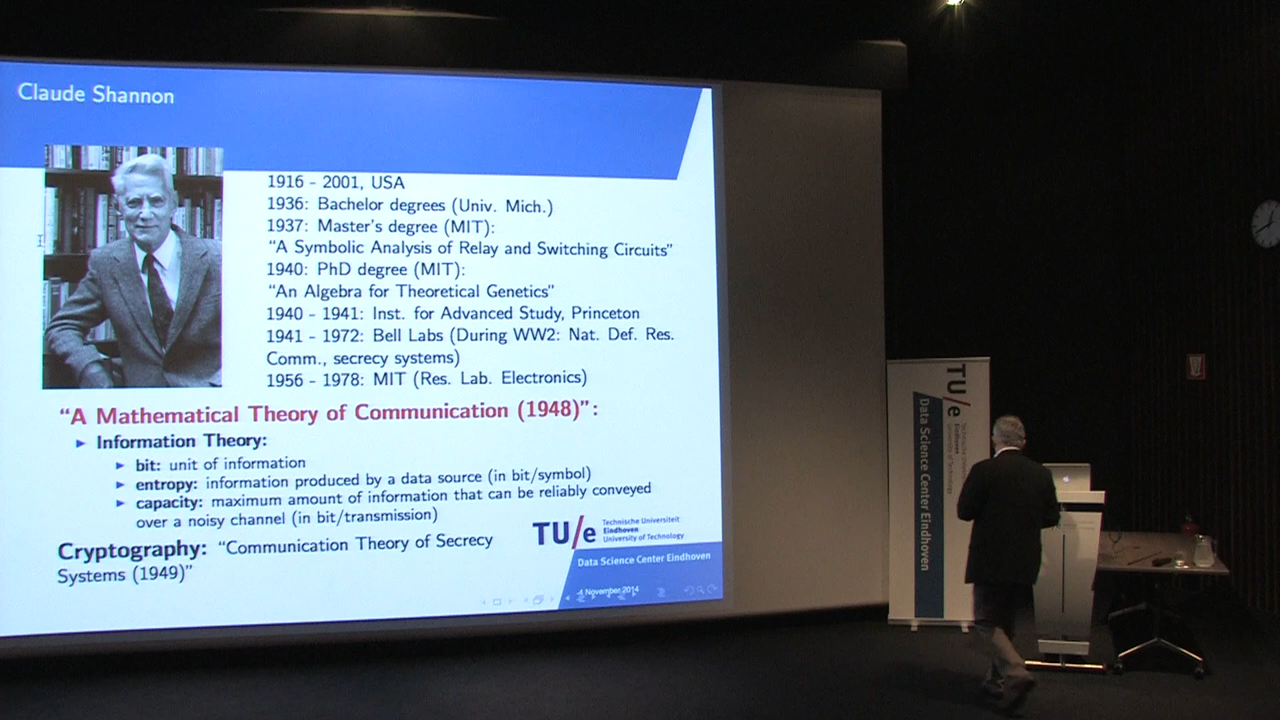 Claude Shannon
1916 - 2001, USA
1936: Bachelor degrees (Univ. Mich.)
1937: Master's degree (MIT):
"A Symbolic Analysis of Relay and Switching Circuits"
1940: PhD degree (MIT):
"An Algebra for Theoretical Genetics"
1940 - 1941: Inst. for Advanced Study, Princeton
1941 - 1972: Bell Labs (During WW2: Nat. Def. Res.
Comm., secrecy systems)
1956 - 1978: MIT (Res. Lab. Electronics)
"A Mathematical Theory of Communication (1948)":
Information Theory:
bit: unit of information
entropy: information produced by a data source (in bit/symbol)
capacity: maximum amount of information that can be reliably conveyed
over a noisy channel (in bit/transmission)
Cryptography: "Communication Theory of Secrecy
Systems (1949)"
TU/e
Technische Universiteit
Eindhoven
University of Technology
Data Science Center Eindhoven
4 November 2014
TU/e
Technische Universiteit
Eindhoven
University of Technology
Data Science Center Eindhoven